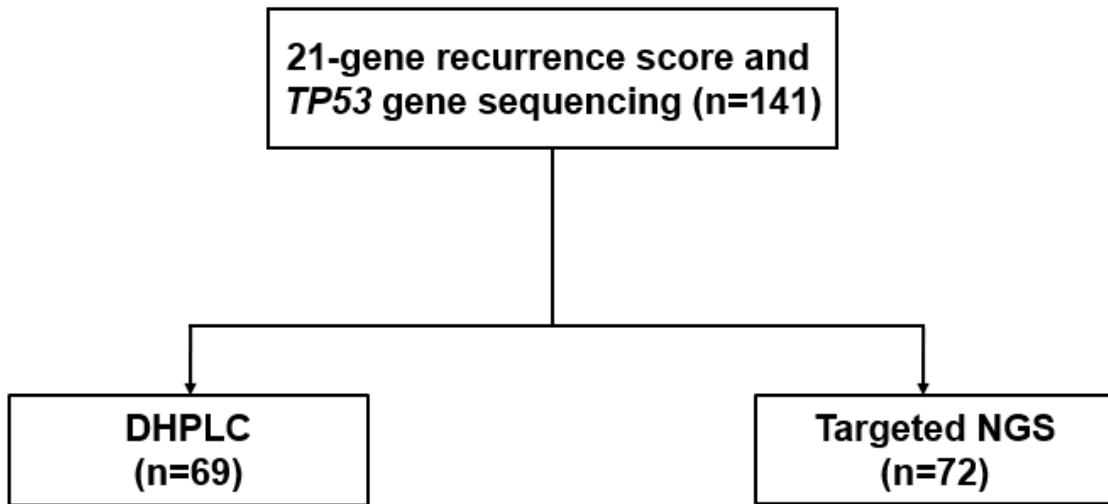 21-gene recurrence score and
TP53 gene sequencing (n=141)
DHPLC
(n=69)
Targeted NGS
(n=72)